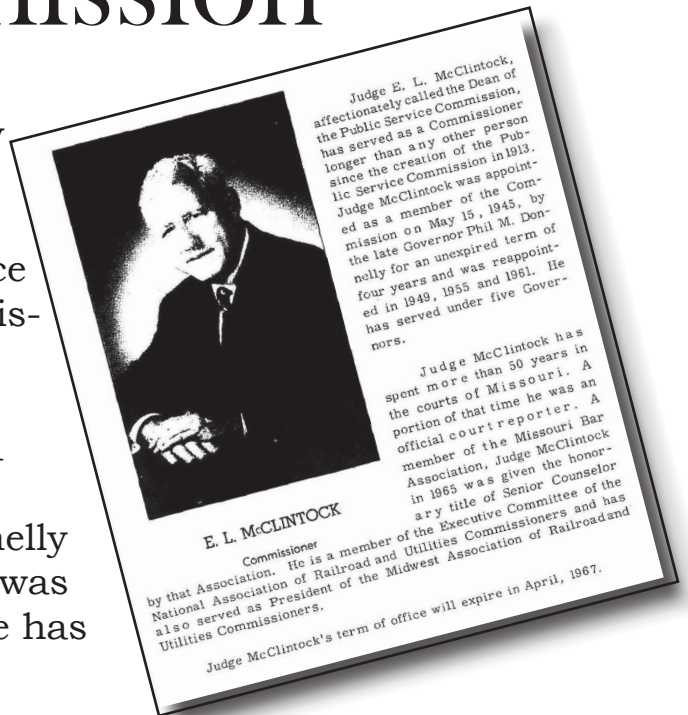 mission
ce
is-
nelly
was
e has
Judge E. L. McClintock,
affectionately called the Dean of
the Public Service Commission,
has served as a Commissioner
longer than any other person
since the creation of the Pub-
lic Service Commission in 1913.
Judge McClintock was appoint-
ed as a member of the Com-
mission on May 15, 1945, by
the late Governor Phil M. Don-
nelly for an unexpired term of
four years and was reappoint-
ed in 1949, 1955 and 1961. He
has served under five Gover-
nors.
Judge McClintock has
spent more than 50 years in
the courts of Missouri. A
portion of that time he was an
official court reporter. A
member of the Missouri Bar
Association, Judge McClintock
in 1965 was given the honor-
ary title of Senior Counselor
by that Association. He is a member of the Executive Committee of the
National Association of Railroad and Utilities Commissioners and has
also served as President of the Midwest Association of Railroad and
Utilities Commissioners.
Judge McClintock's term of office will expire in April, 1967.
E. L. McCLINTOCK
Commissioner